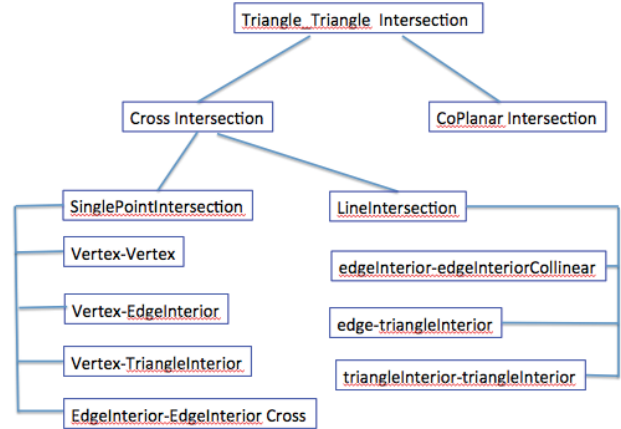 Triangle_Triangle Intersection
Cross Intersection
CoPlanar Intersection
SinglePointIntersection
LineIntersection
Vertex-Vertex
edgeInterior-edgeInteriorCollinear
Vertex-EdgeInterior
edge-triangleInterior
Vertex-TriangleInterior
triangleInterior-triangleInterior
EdgeInterior-EdgeInterior Cross